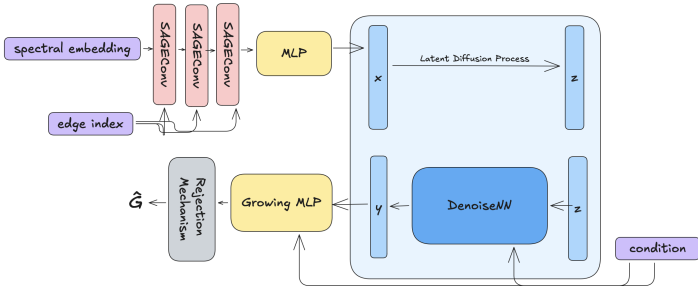 spectral embedding
SAGEConv
SAGEConv
SAGEConv
MLP
x
Latent Diffusion Process
z
edge index
Ĝ
Rejection
Mechanism
Growing MLP
y
DenoiseNN
z
condition